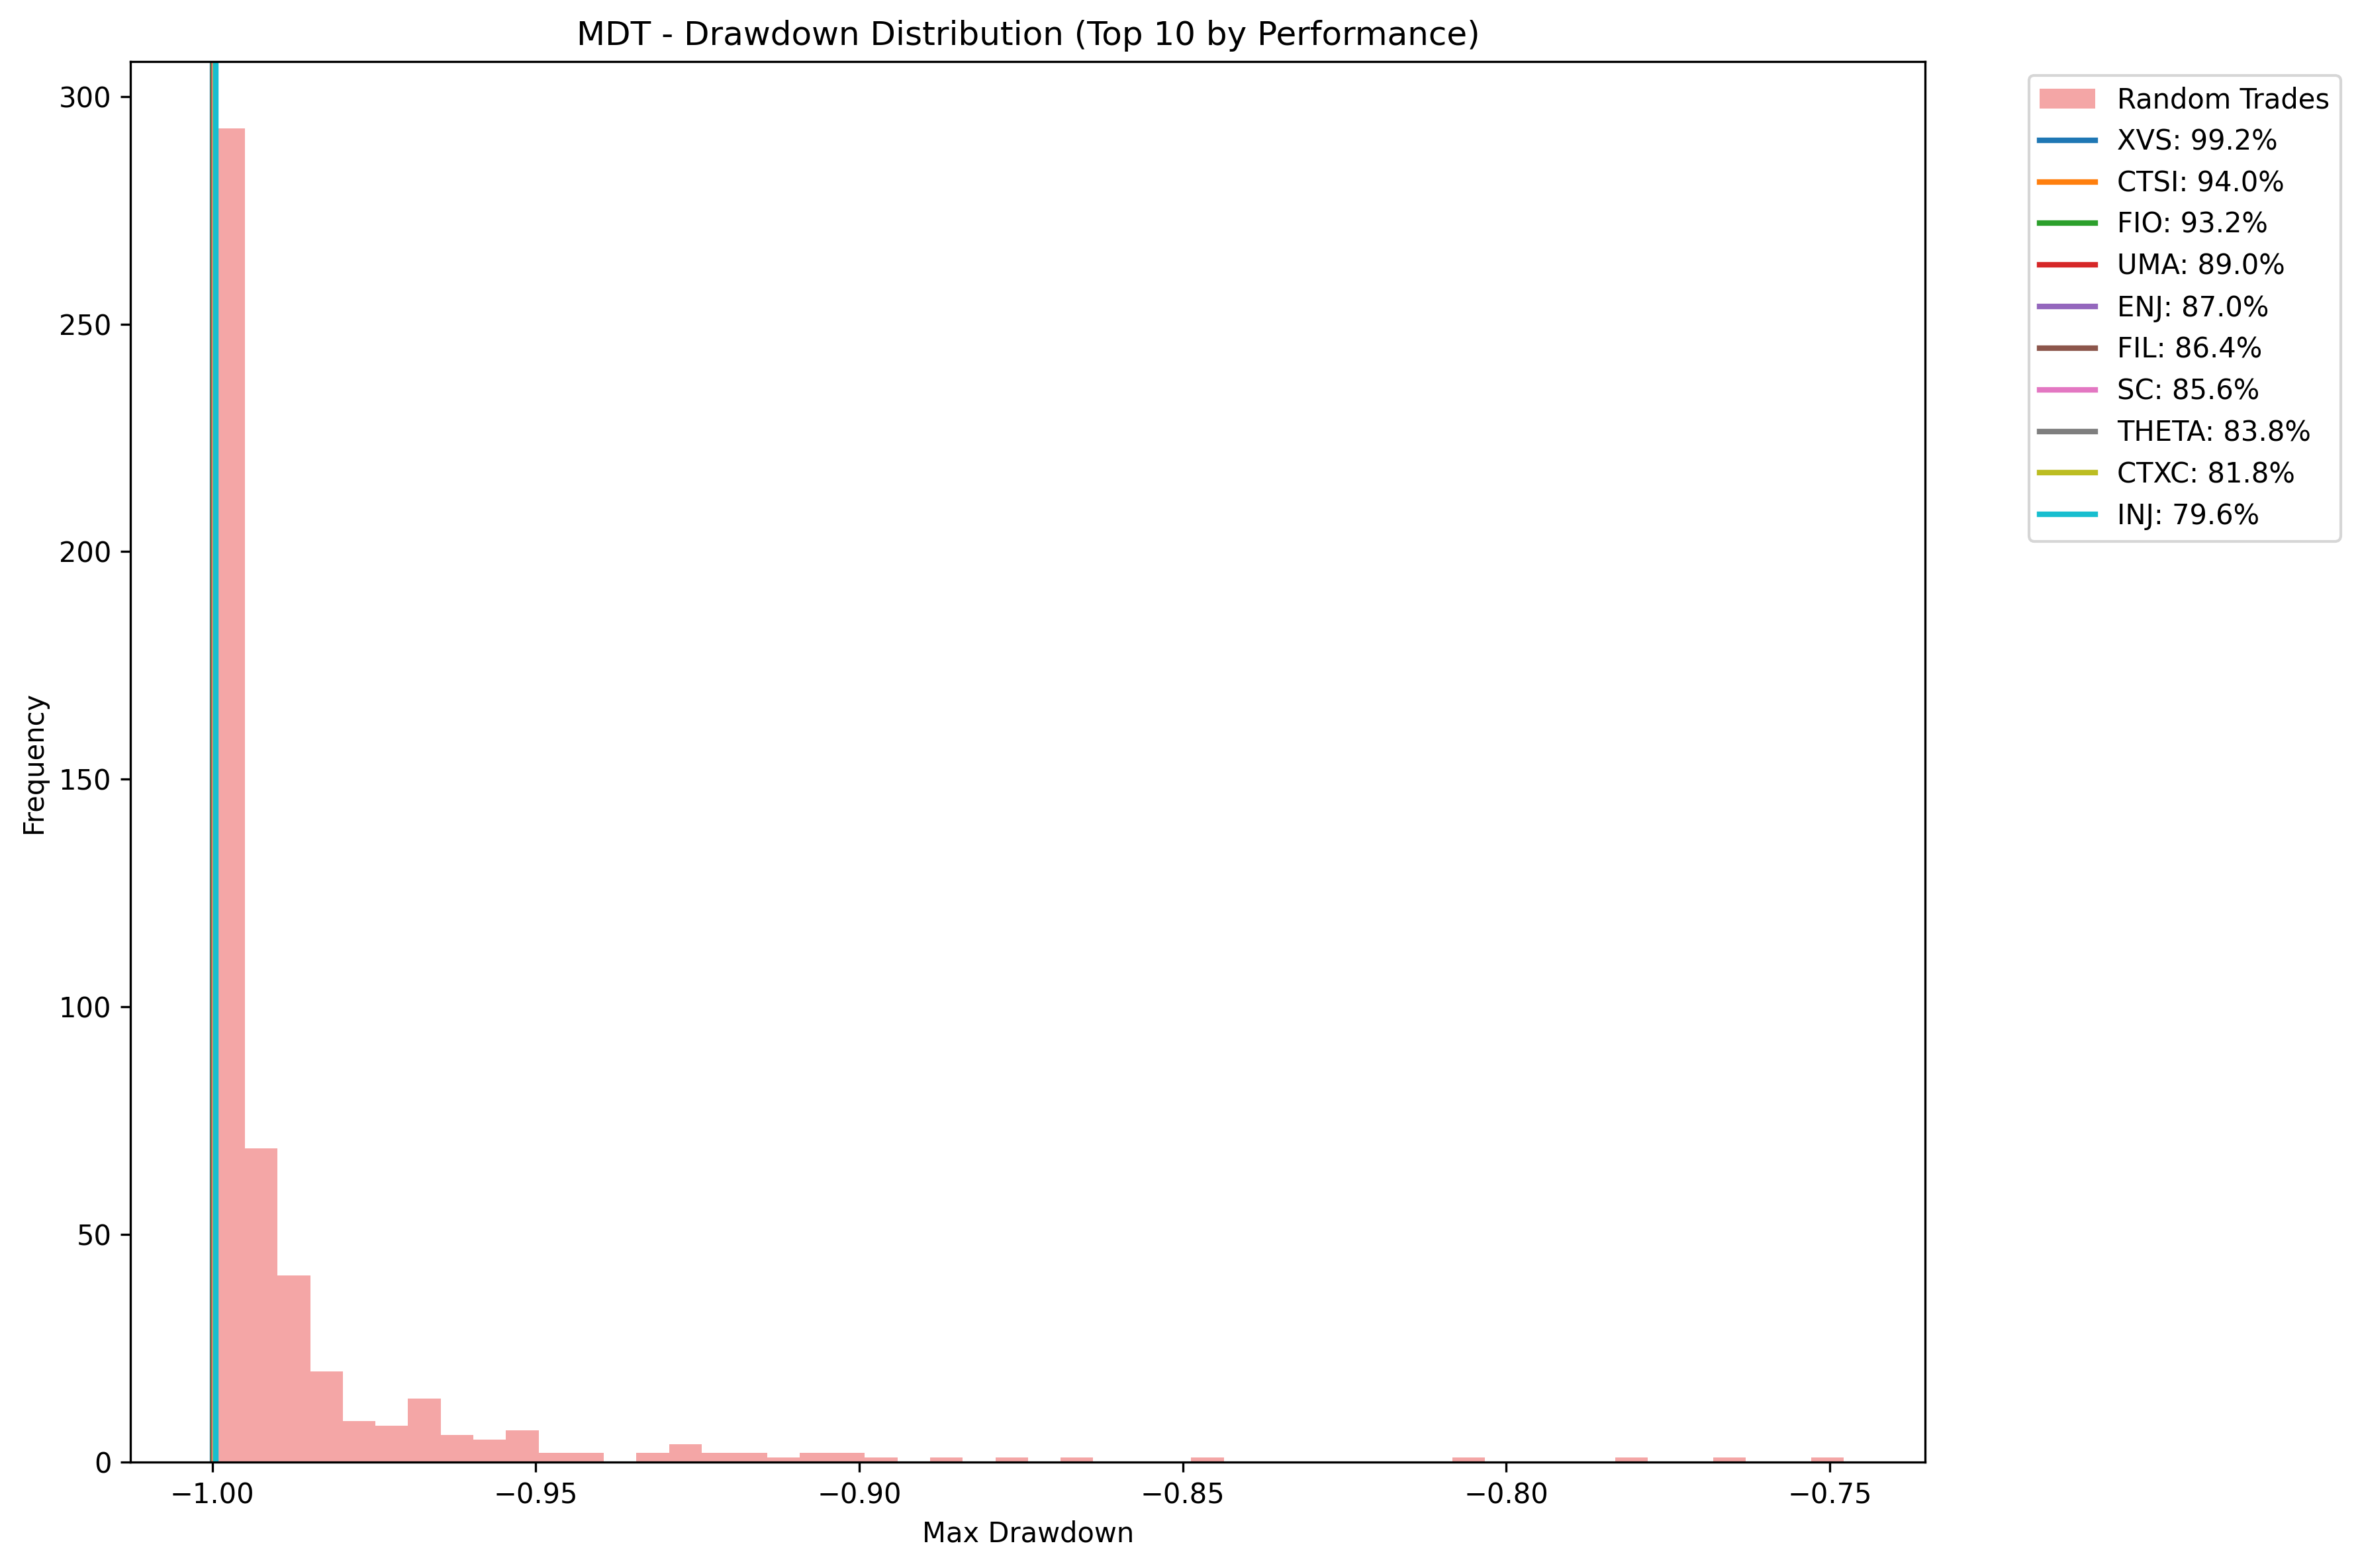 MDT - Drawdown Distribution (Top 10 by Performance)
300
250
200
150
100
50
0
Frequency
−1.00
−0.95
−0.90
−0.85
−0.80
−0.75
Max Drawdown
Random Trades
XVS: 99.2%
CTSI: 94.0%
FIO: 93.2%
UMA: 89.0%
ENJ: 87.0%
FIL: 86.4%
SC: 85.6%
THETA: 83.8%
CTXC: 81.8%
INJ: 79.6%